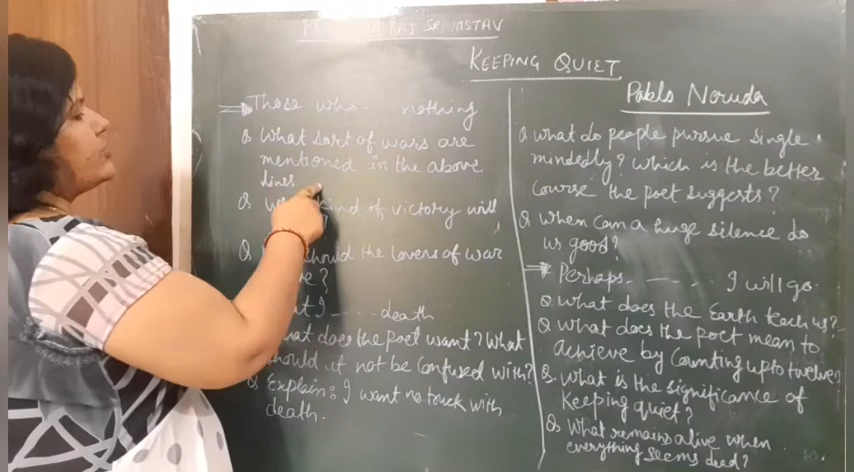 RAJ SRIVASTAV
KEEPING QUIET
Those who - nothing
Q What sort of wars are
mentioned in the above
lines
Q kind of victory will
?
Q should the lovers of war
?
I ---- death
What does the Poet want? What
should it not be confused with?
Q Explain: I want no truck with
death.
Pablo Neruda
Q What do people pursue single
mindedly? Which is the better
course the poet suggests?
Q When can a huge silence do
us good?
Perhaps - - - - - I will go.
Q What does the Earth teach us?
Q What does the Poet mean to
achieve by counting upto twelve?
Q What is the significance of
Keeping quiet?
Q What remains alive when
everything seems dead?